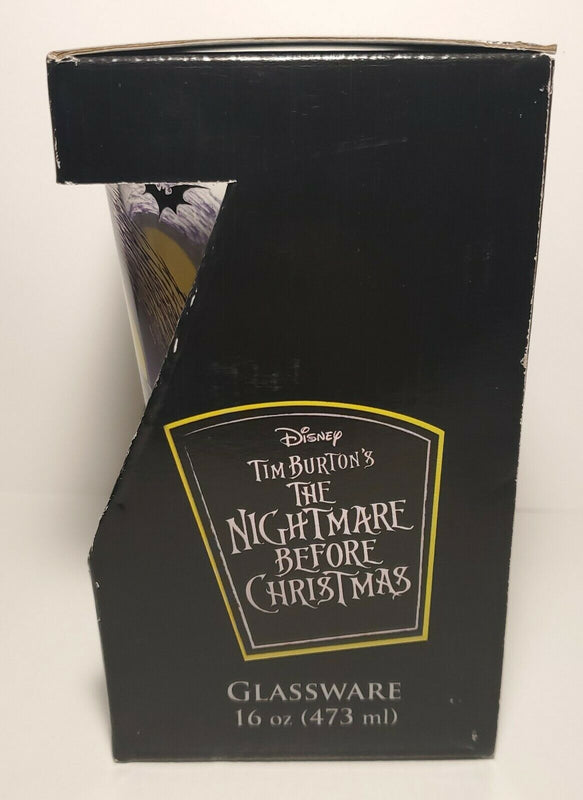 Disney
Tim Burton's
The
Nightmare
Before
Christmas
Glassware
16 oz (473 ml)